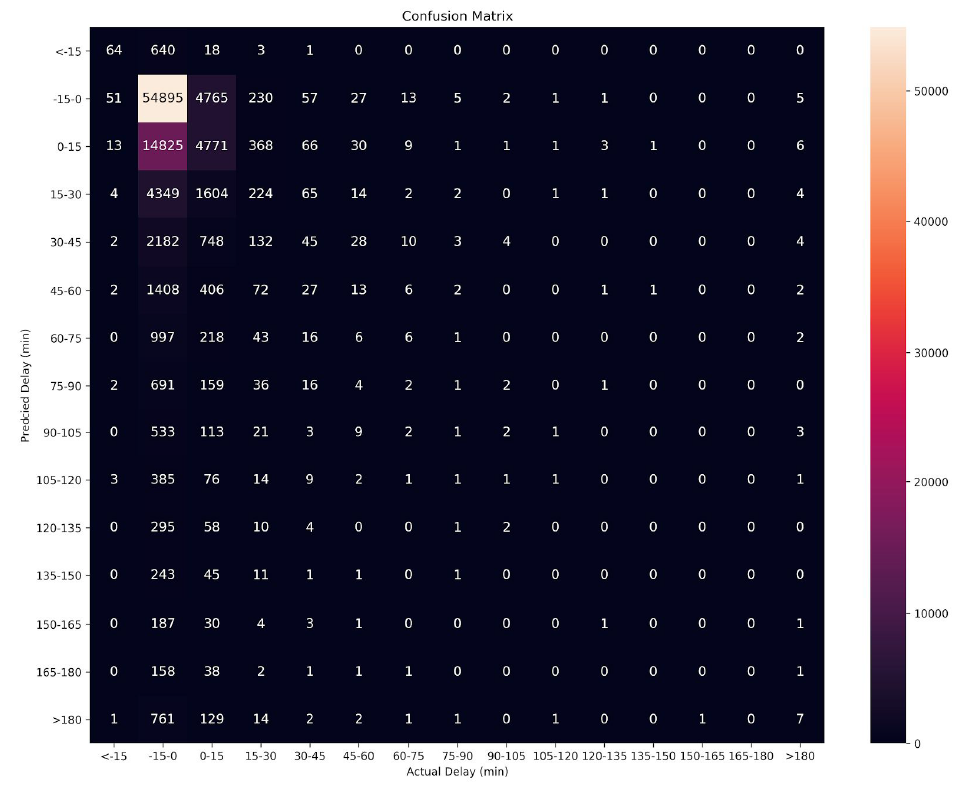 Confusion Matrix
<-15 64 640 18 3 1 0 0 0 0 0 0 0 0 0 0
-15-0 51 54895 4765 230 57 27 13 5 2 1 1 0 0 0 5
0-15 13 14825 4771 368 66 30 9 1 1 1 3 1 0 0 6
15-30 4 4349 1604 224 65 14 2 2 0 1 1 0 0 0 4
30-45 2 2182 748 132 45 28 10 3 4 0 0 0 0 0 4
45-60 2 1408 406 72 27 13 6 2 0 0 1 1 0 0 2
60-75 0 997 218 43 16 6 6 1 0 0 0 0 0 0 2
75-90 2 691 159 36 16 4 2 1 2 0 1 0 0 0 0
90-105 0 533 113 21 3 9 2 1 2 1 0 0 0 0 3
105-120 3 385 76 14 9 2 1 1 1 1 0 0 0 0 1
120-135 0 295 58 10 4 0 0 1 2 0 0 0 0 0 0
135-150 0 243 45 11 1 1 0 1 0 0 0 0 0 0 0
150-165 0 187 30 4 3 1 0 0 0 0 1 0 0 0 1
165-180 0 158 38 2 1 1 1 0 0 0 0 0 0 0 1
>180 1 761 129 14 2 2 1 1 0 1 0 0 1 0 7
<-15 -15-0 0-15 15-30 30-45 45-60 60-75 75-90 90-105 105-120 120-135 135-150 150-165 165-180 >180
Actual Delay (min)
Predcied Delay (min)
50000
40000
30000
20000
10000
0